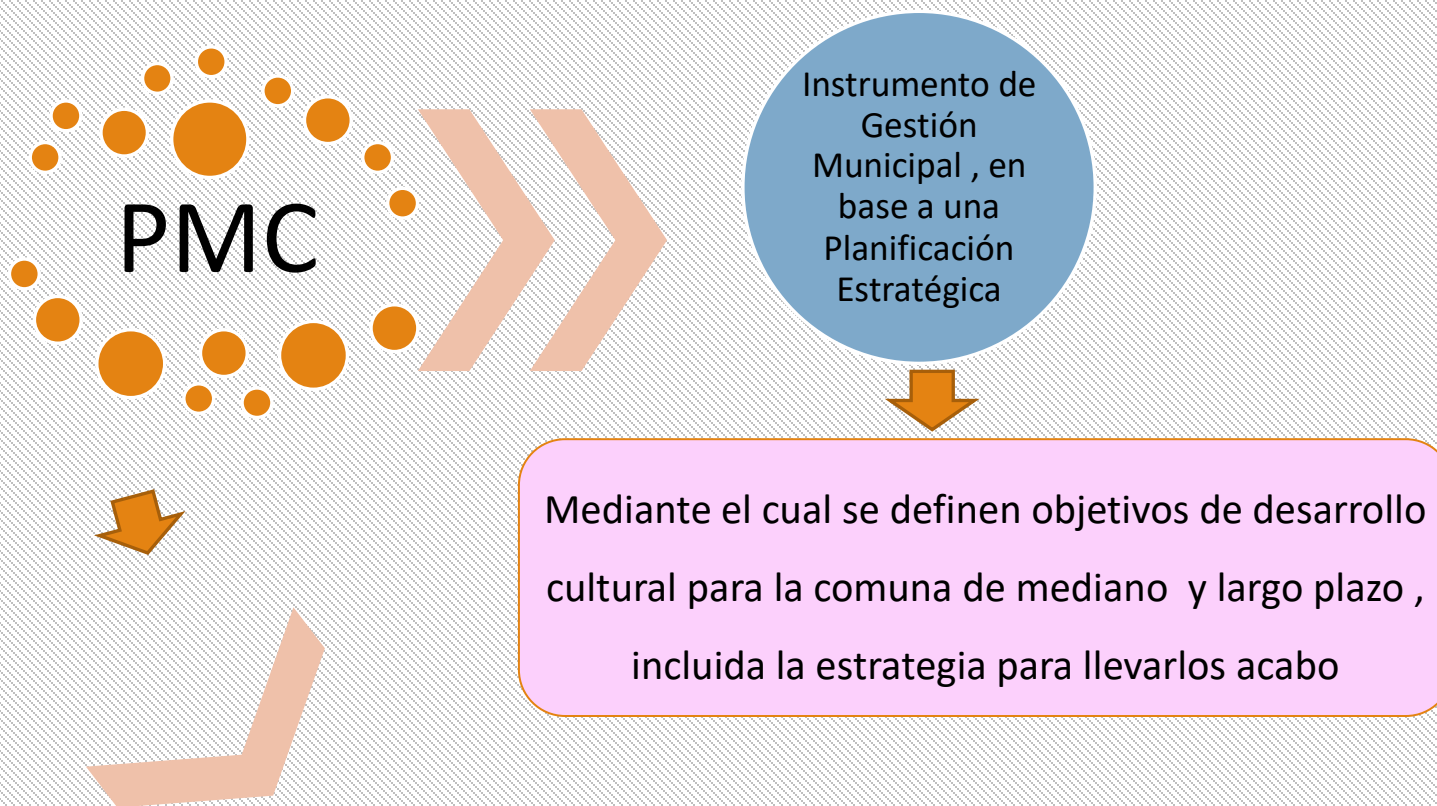 PMC
Instrumento de
Gestión
Municipal , en
base a una
Planificación
Estratégica
Mediante el cual se definen objetivos de desarrollo
cultural para la comuna de mediano  y largo plazo ,
incluida la estrategia para llevarlos acabo